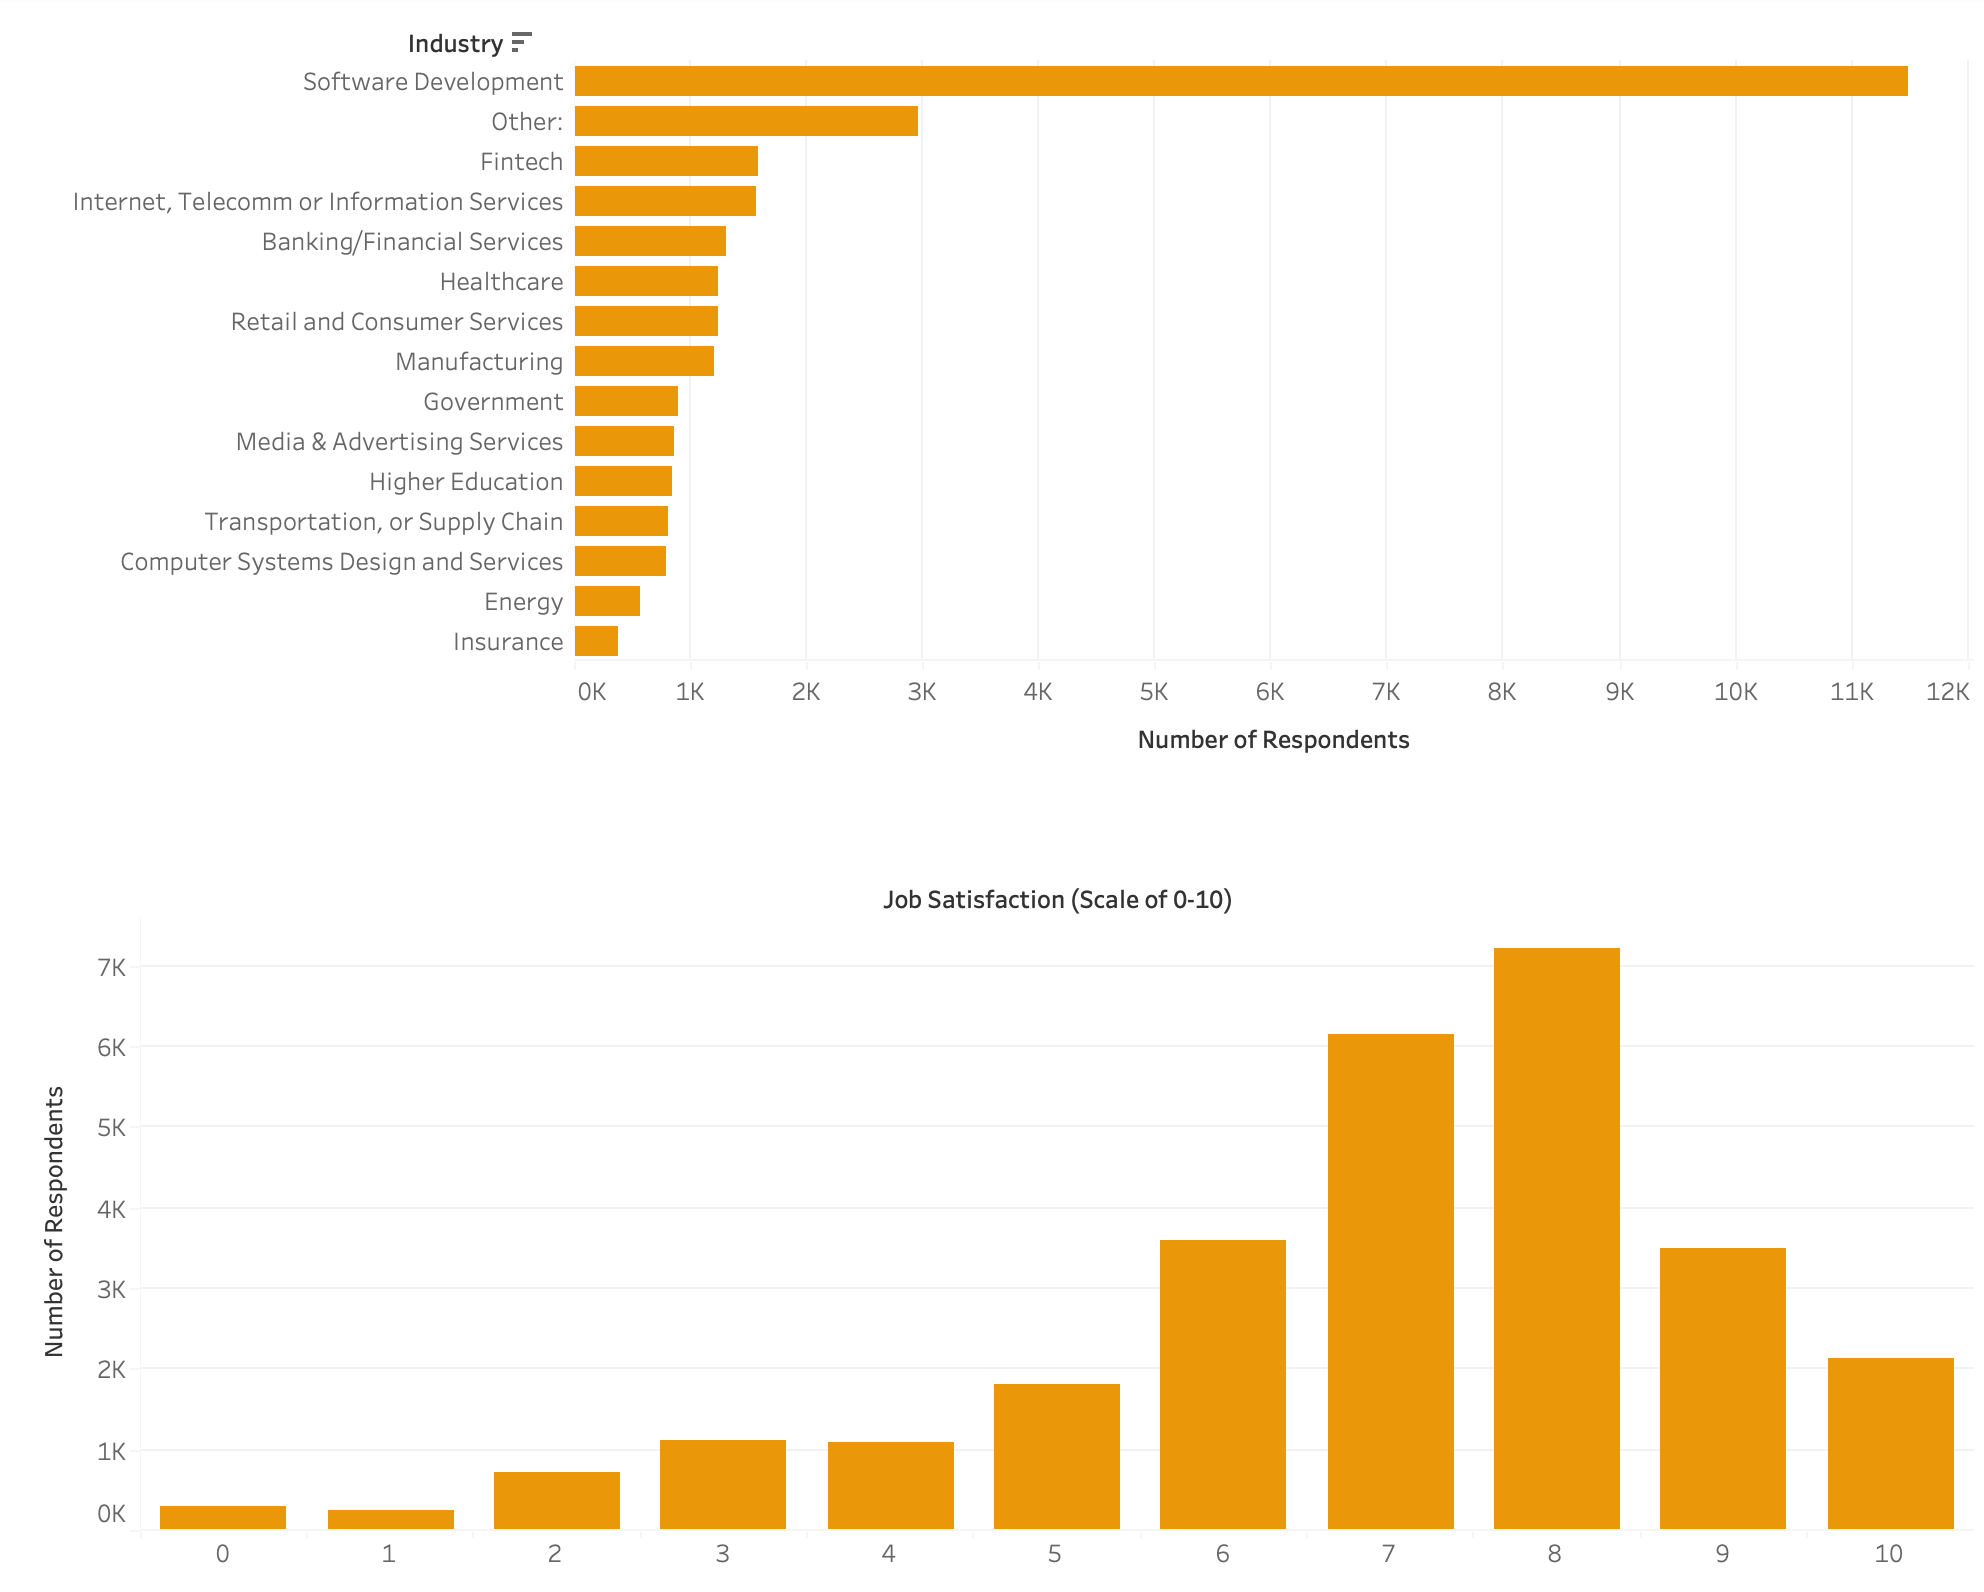 Industry
Software Development
Other:
Fintech
Internet, Telecomm or Information Services
Banking/Financial Services
Healthcare
Retail and Consumer Services
Manufacturing
Government
Media & Advertising Services
Higher Education
Transportation, or Supply Chain
Computer Systems Design and Services
Energy
Insurance
0K 1K 2K 3K 4K 5K 6K 7K 8K 9K 10K 11K 12K
Number of Respondents
Job Satisfaction (Scale of 0-10)
Number of Respondents
7K
6K
5K
4K
3K
2K
1K
0K
0 1 2 3 4 5 6 7 8 9 10